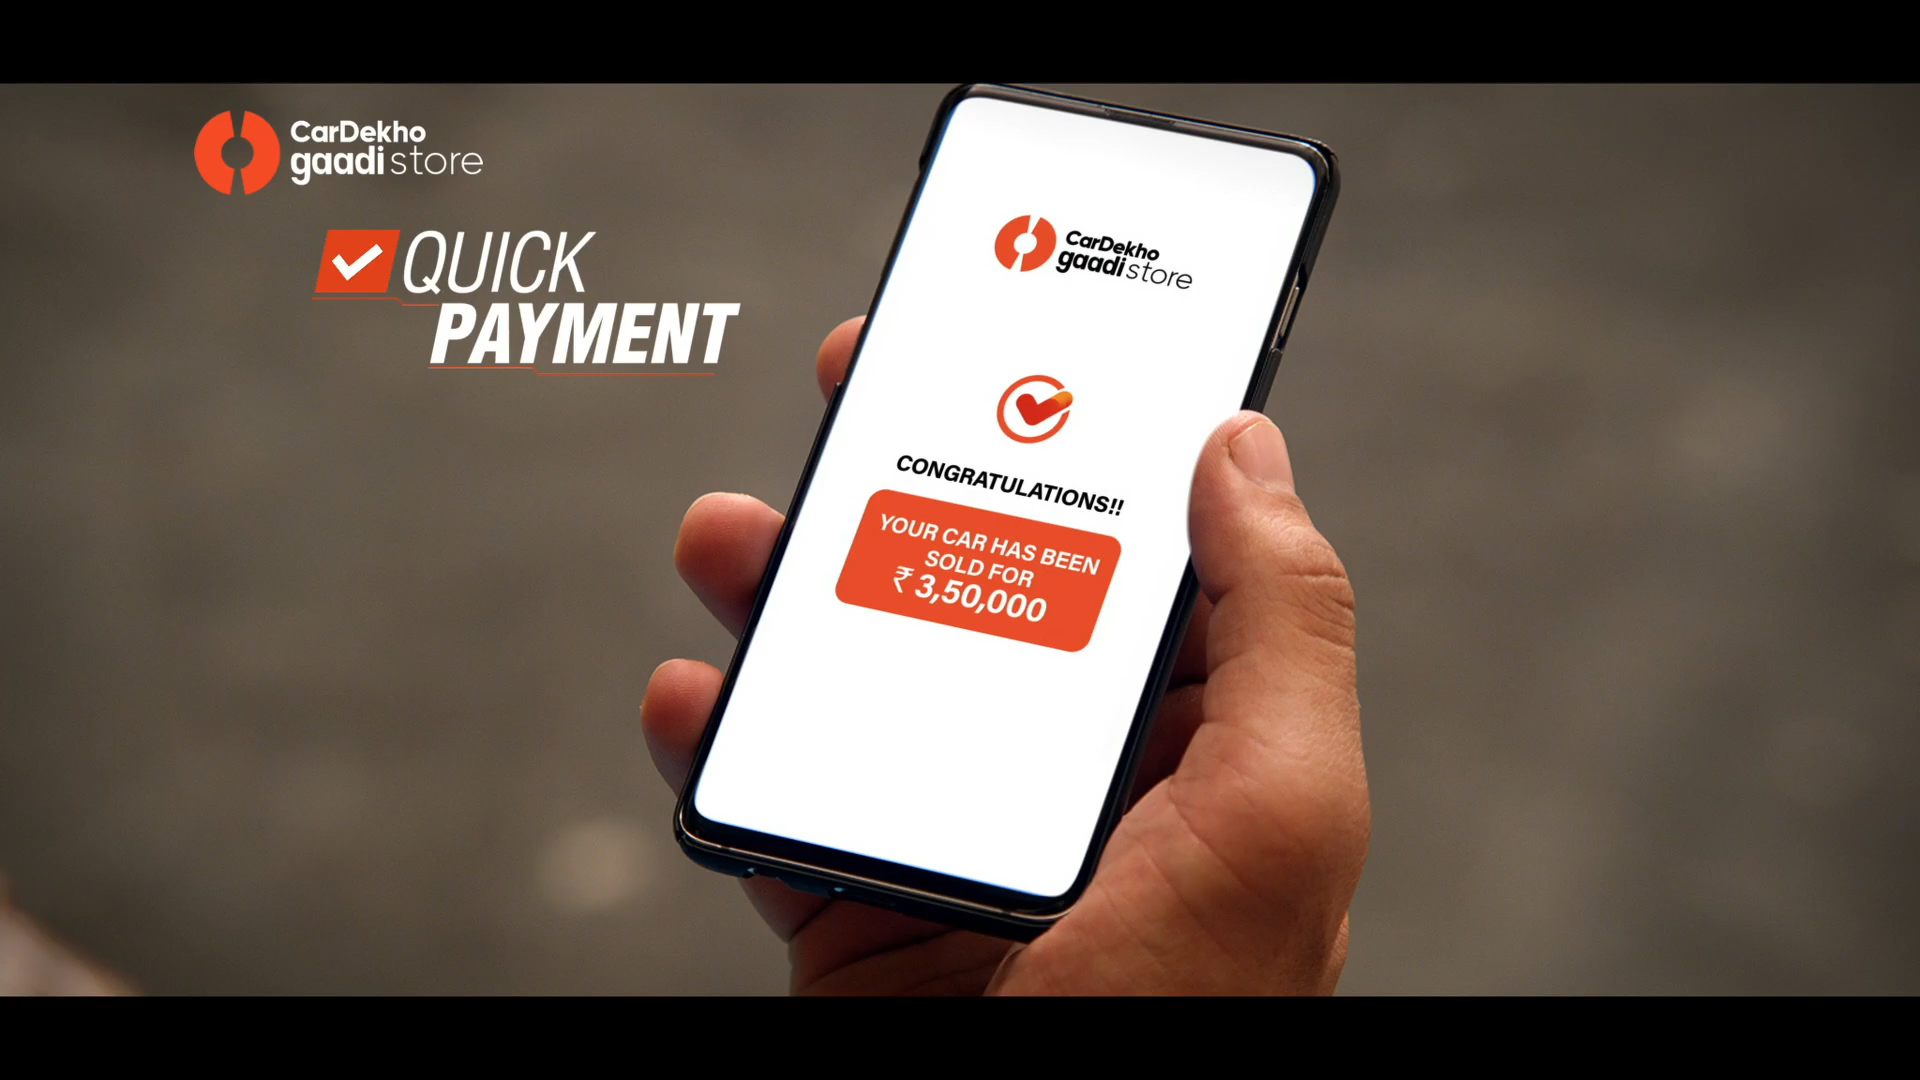 CarDekho
gaadi store
QUICK
PAYMENT
CarDekho
gaadi store
CONGRATULATIONS!!
YOUR CAR HAS BEEN
SOLD FOR
₹ 3,50,000